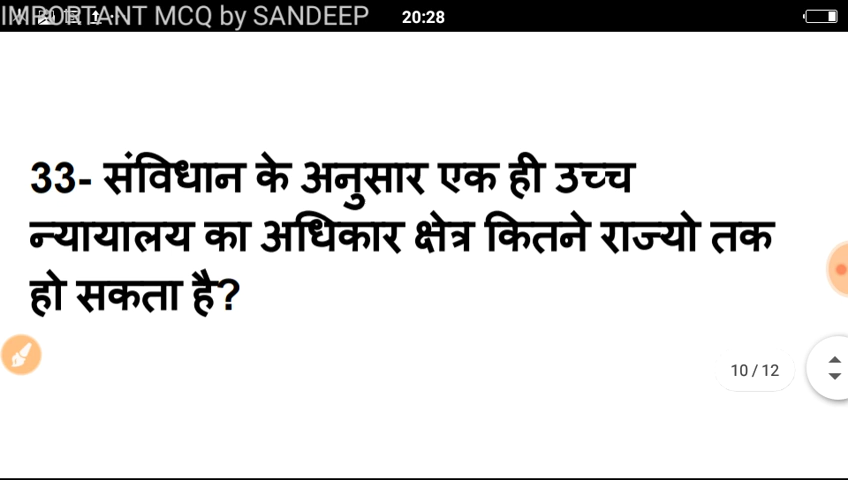 IMPORTANT MCQ by SANDEEP 20:28
33- संविधान के अनुसार एक ही उच्च
न्यायालय का अधिकार क्षेत्र कितने राज्यो तक
हो सकता है?
10 / 12